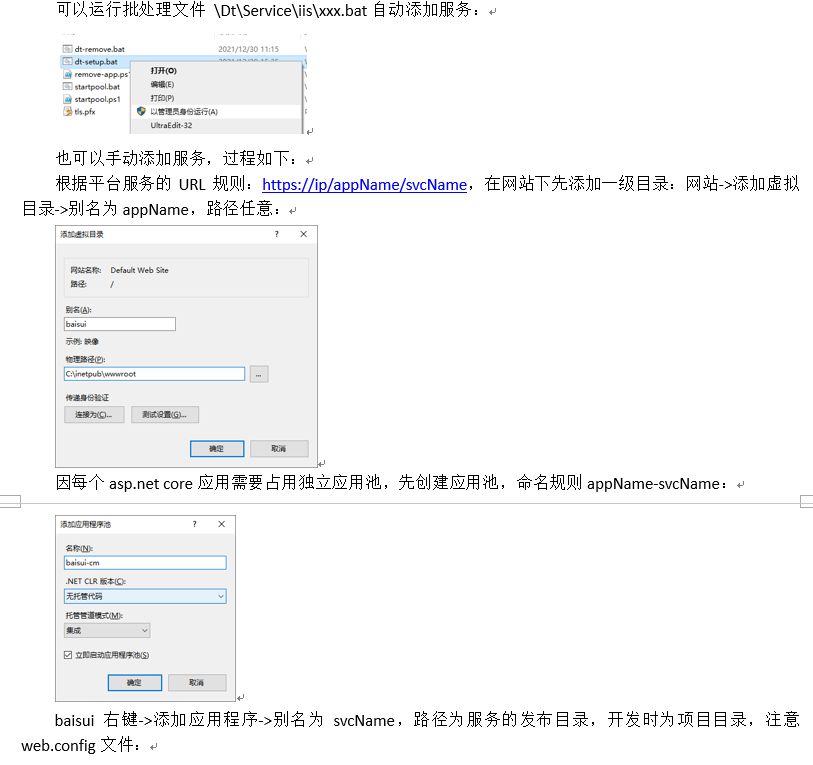 可以运行批处理文件 \Dt\Service\iis\xxx.bat 自动添加服务：
dt-remove.bat 2021/12/30 11:15
dt-setup.bat
remove-app.ps1
startpool.bat
startpool.ps1
tls.pfx
打开(O)
编辑(E)
打印(P)
以管理员身份运行(A)
UltraEdit-32
也可以手动添加服务，过程如下：
根据平台服务的 URL 规则：https://ip/appName/svcName，在网站下先添加一级目录：网站->添加虚拟
目录->别名为 appName，路径任意：
添加虚拟目录 ? ×
网站名称: Default Web Site
路径: /
别名(A):
baisui
示例: 映像
物理路径(P):
C:\inetpub\wwwroot ...
传递身份验证
连接为(C)... 测试设置(G)...
确定 取消
因每个 asp.net core 应用需要占用独立应用池，先创建应用池，命名规则 appName-svcName：
添加应用程序池 ? ×
名称(N):
baisui-cm
.NET CLR 版本(C):
无托管代码
托管管道模式(M):
集成
立即启动应用程序池(S)
确定 取消
baisui 右键->添加应用程序->别名为 svcName，路径为服务的发布目录，开发时为项目目录，注意
web.config 文件：